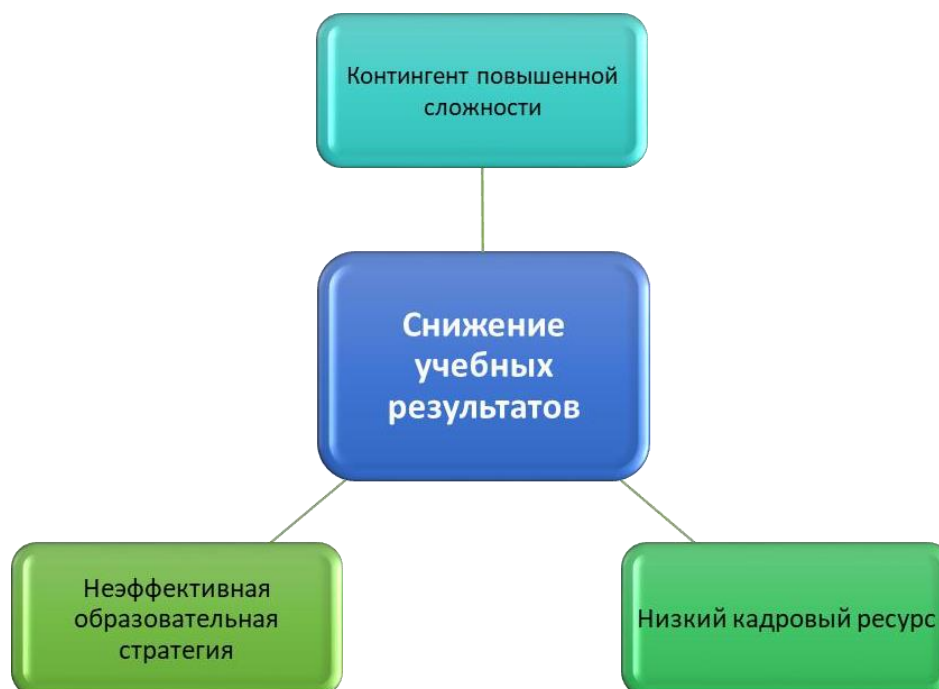 Контингент повышенной
сложности
Снижение
учебных
результатов
Неэффективная
образовательная
стратегия
Низкий кадровый ресурс